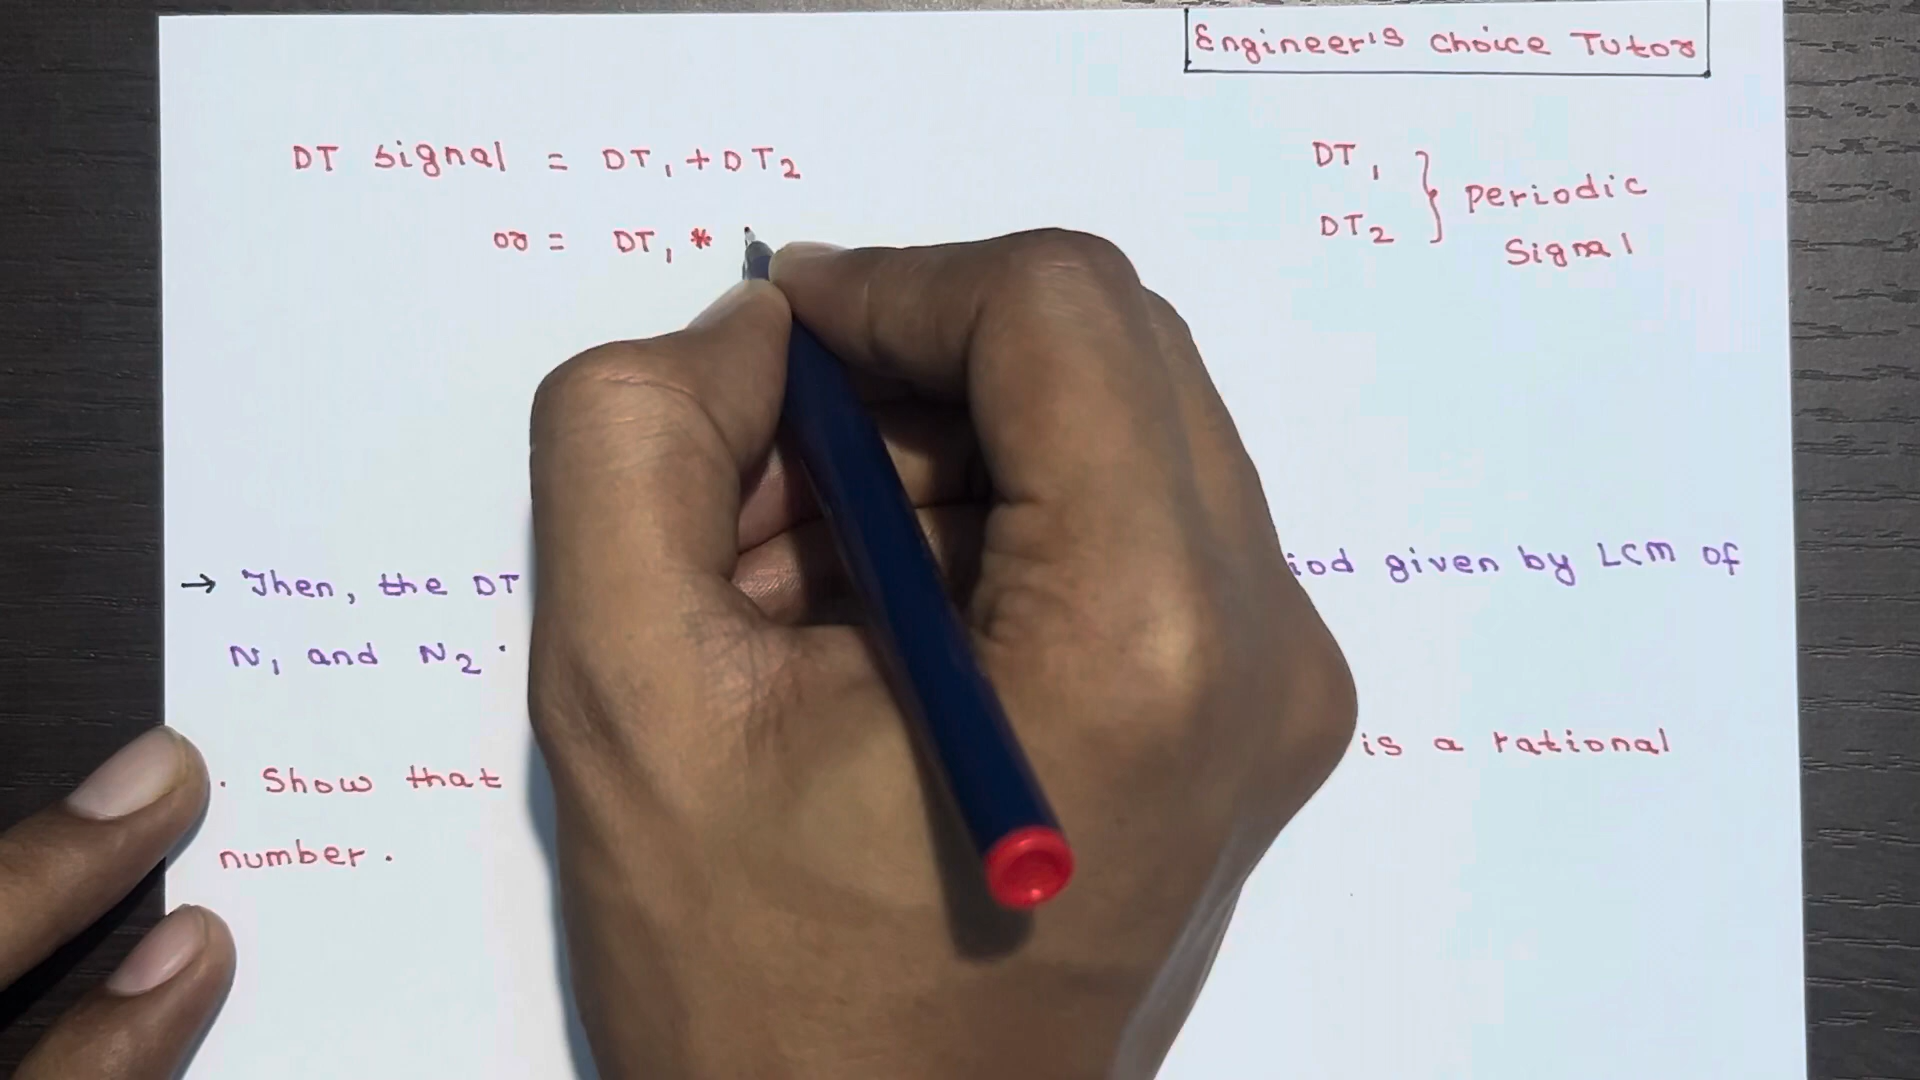 Engineer's Choice Tutor
DT signal = DT1 + DT2
or = DT1 *
DT1
DT2 } Periodic
Signal
→ Then, the DT iod given by LCM of
N1 and N2.
. Show that is a rational
number.